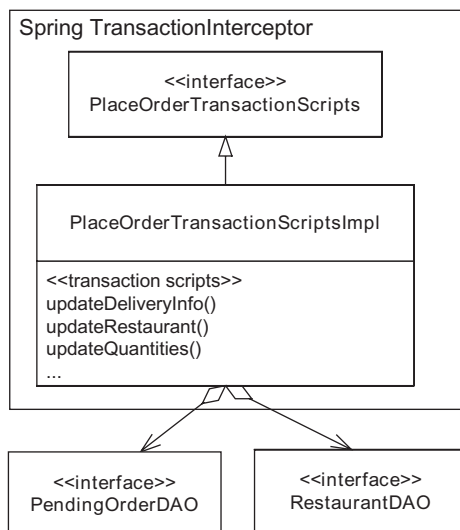 Spring TransactionInterceptor
<<interface>>
PlaceOrderTransactionScripts
PlaceOrderTransactionScriptsImpl
<<transaction scripts>>
updateDeliveryInfo()
updateRestaurant()
updateQuantities()
...
<<interface>>
PendingOrderDAO
<<interface>>
RestaurantDAO